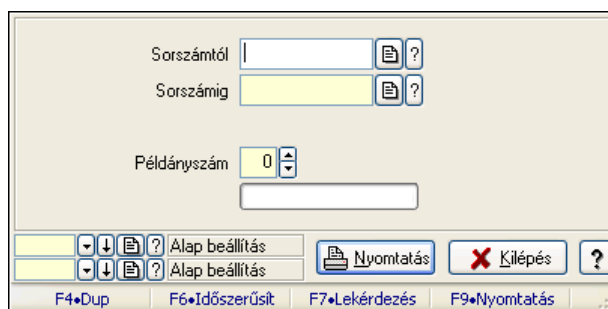 Sorszámtól ?
Sorszámig ?
Példányszám 0
? Alap beállítás
? Alap beállítás
Nyomtatás Kilépés ?
F4•Dup F6•Időszerűsít F7•Lekérdezés F9•Nyomtatás